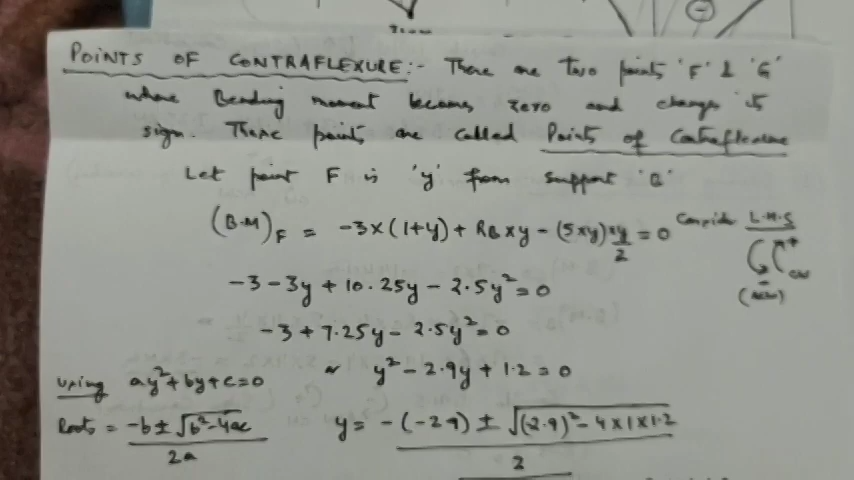 POINTS OF CONTRAFLEXURE:- There are two points 'F' & 'G'
where Bending moment becomes zero and change its
sign. These points are called Points of Contraflexure
Let point F is 'y' from support 'B'
(B.M)F = -3×(1+y) + RB×y - (5×y)×y/2 = 0 Consider L.H.S
-3-3y + 10.25y - 2.5y² = 0
-3 + 7.25y - 2.5y² = 0
using ay²+by+c=0 or y² - 2.9y + 1.2 = 0
Roots = -b ± √b²-4ac / 2a y = -(-2.9) ± √(-2.9)² - 4×1×1.2 / 2